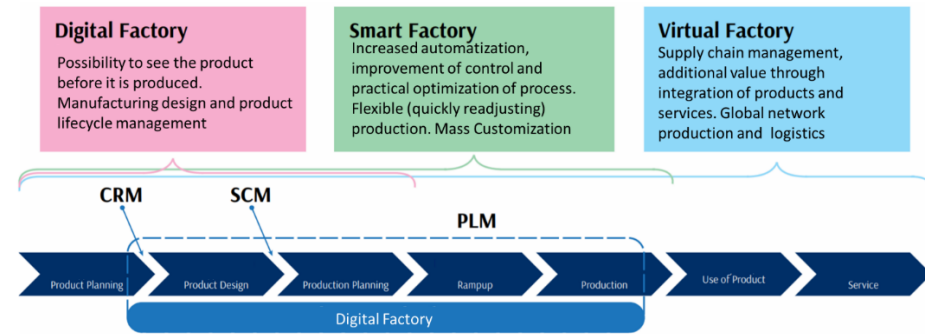 Digital Factory
Possibility to see the product
before it is produced.
Manufacturing design and product
lifecycle management
Smart Factory
Increased automatization,
improvement of control and
practical optimization of process.
Flexible (quickly readjusting)
production. Mass Customization
Virtual Factory
Supply chain management,
additional value through
integration of products and
services. Global network
production and logistics
CRM
SCM
PLM
Product Planning
Product Design
Production Planning
Rampup
Production
Use of Product
Service
Digital Factory